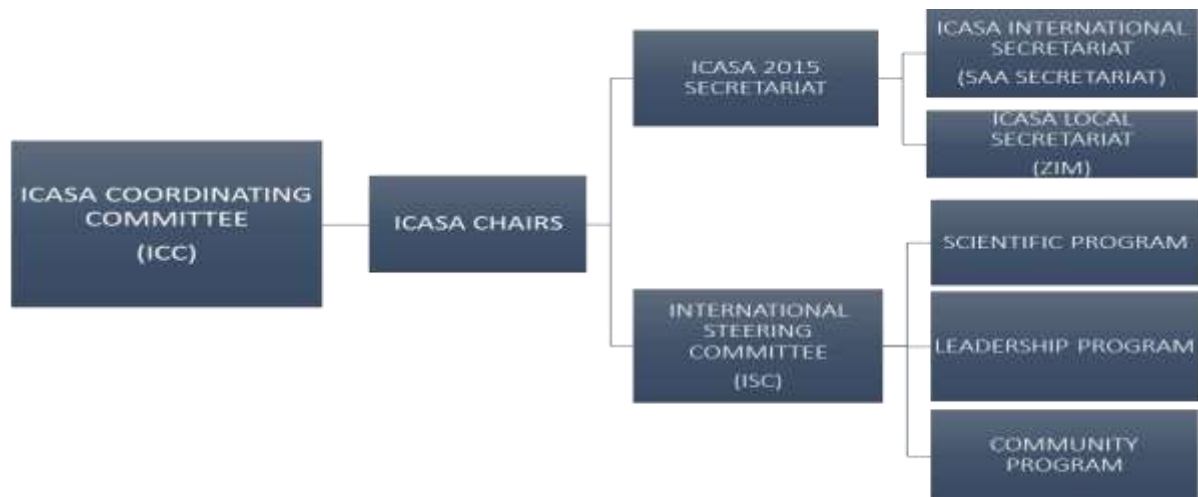 ICASA COORDINATING
COMMITTEE
(ICC)
ICASA CHAIRS
ICASA 2015
SECRETARIAT
ICASA INTERNATIONAL
SECRETARIAT
(SAA SECRETARIAT)
ICASA LOCAL
SECRETARIAT
(ZIM)
INTERNATIONAL
STEERING
COMMITTEE
(ISC)
SCIENTIFIC PROGRAM
LEADERSHIP PROGRAM
COMMUNITY
PROGRAM